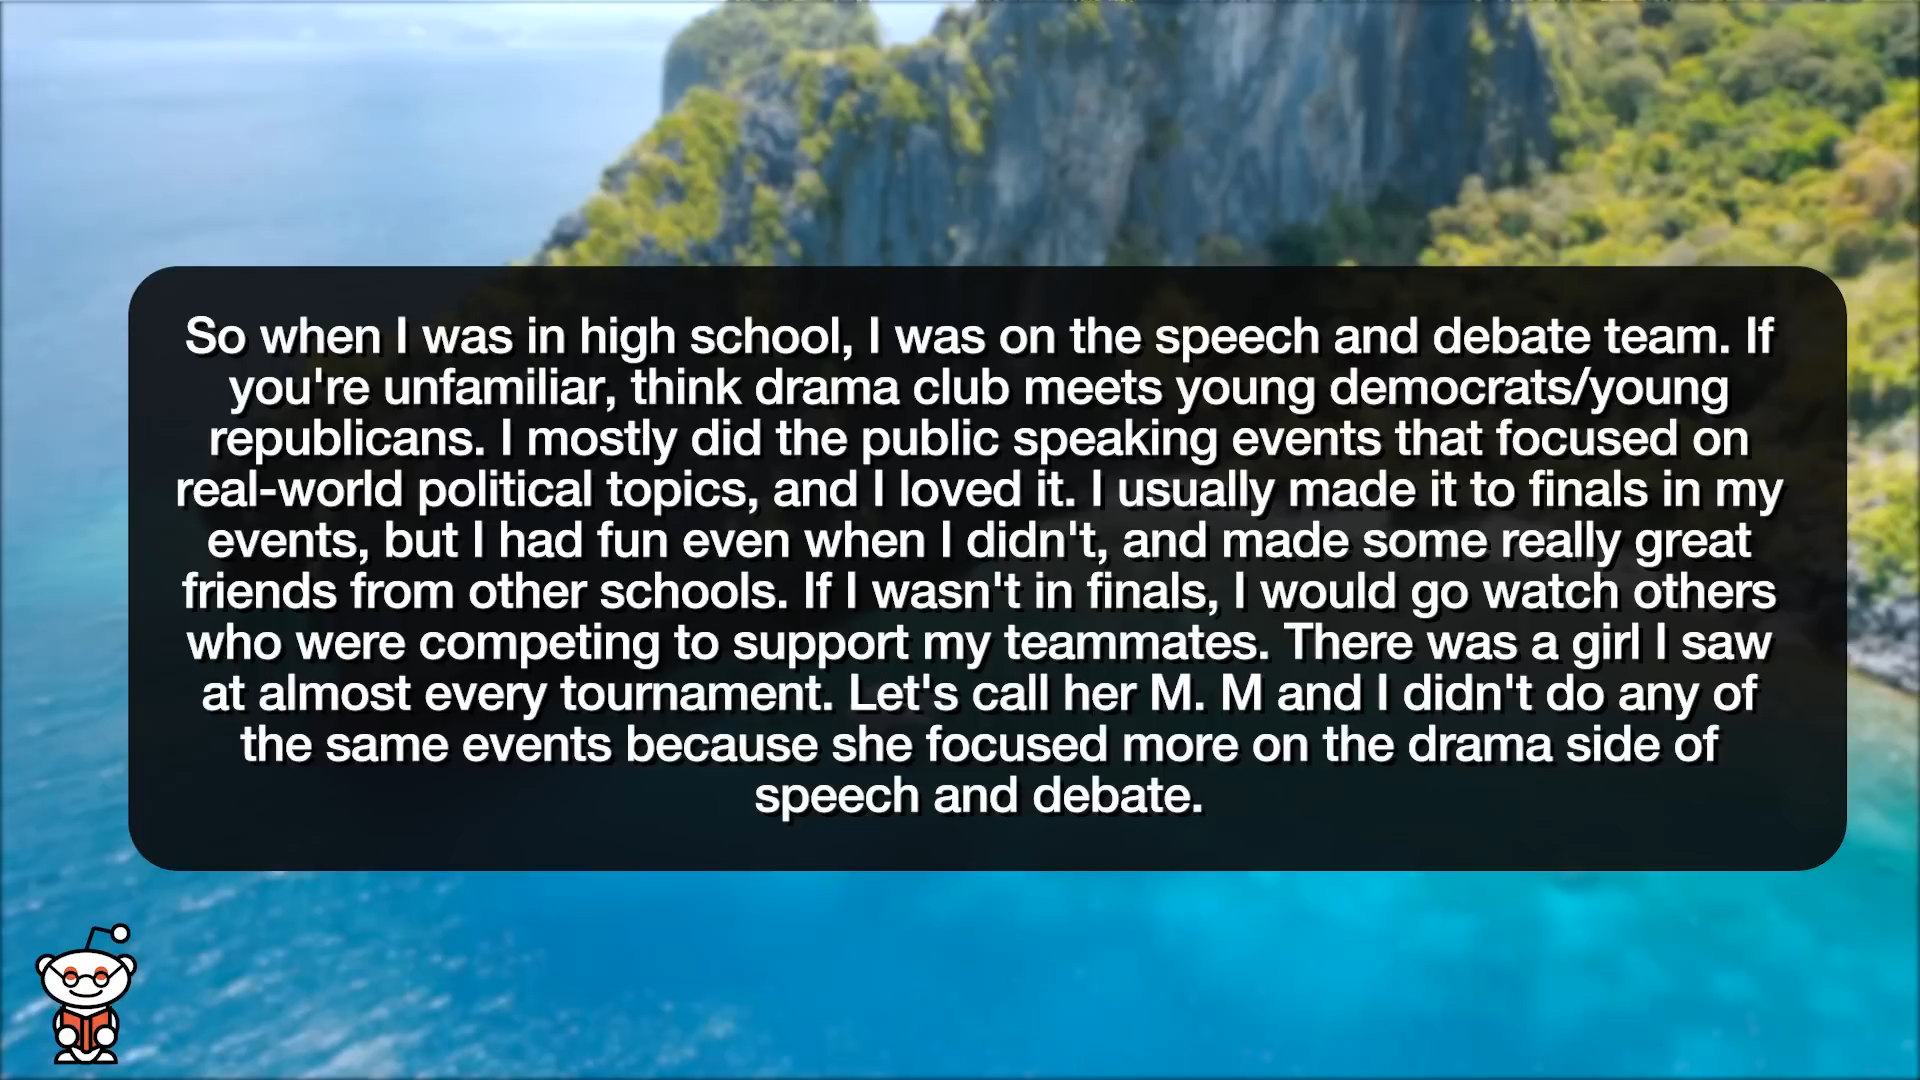 So when I was in high school, I was on the speech and debate team. If
you're unfamiliar, think drama club meets young democrats/young
republicans. I mostly did the public speaking events that focused on
real-world political topics, and I loved it. I usually made it to finals in my
events, but I had fun even when I didn't, and made some really great
friends from other schools. If I wasn't in finals, I would go watch others
who were competing to support my teammates. There was a girl I saw
at almost every tournament. Let's call her M. M and I didn't do any of
the same events because she focused more on the drama side of
speech and debate.